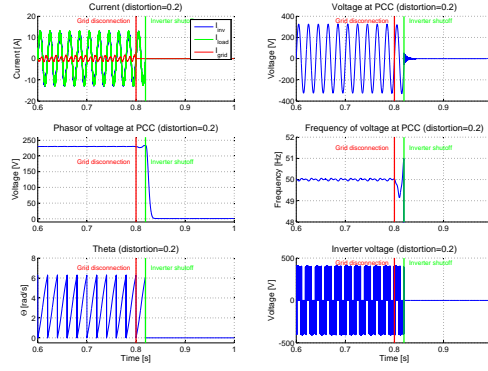 Current (distortion=0.2)
Current [A]
20
10
0
-10
-20
0.6
0.7
0.8
0.9
1
Grid disconnection
Inverter shutoff
I_inv
I_load
I_grid
Voltage at PCC (distortion=0.2)
Voltage [V]
400
200
0
-200
-400
0.6
0.7
0.8
0.9
Grid disconnection
Inverter shutoff
Phasor of voltage at PCC (distortion=0.2)
Voltage [V]
250
200
150
100
50
0
0.6
0.7
0.8
0.9
1
Grid disconnection
Inverter shutoff
Frequency of voltage at PCC (distortion=0.2)
Frequency [Hz]
52
51
50
49
48
0.6
0.7
0.8
0.9
Grid disconnection
Inverter shutoff
Theta (distortion=0.2)
Θ [rad/s]
8
6
4
2
0
0.6
0.7
0.8
0.9
1
Time [s]
Grid disconnection
Inverter shutoff
Inverter voltage (distortion=0.2)
Voltage [V]
500
0
-500
0.6
0.7
0.8
0.9
Time [s]
Grid disconnection
Inverter shutoff